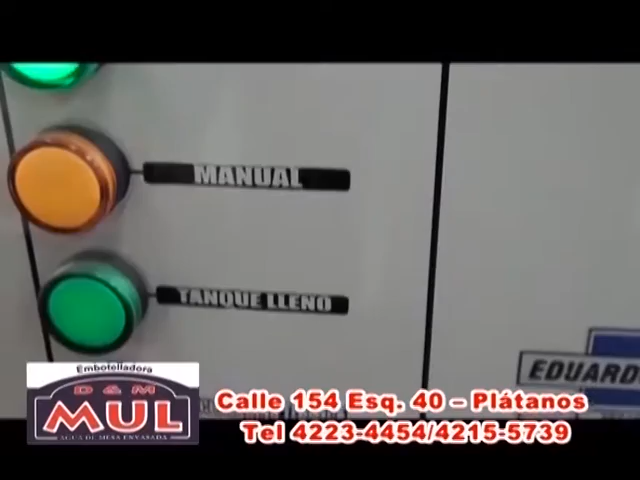 MANUAL
TANQUE LLENO
EDUARD
Embotelladora
D & M
MUL
AGUA DE MESA ENVASADA
Calle 154 Esq. 40 – Plátanos
Tel 4223-4454/4215-5739